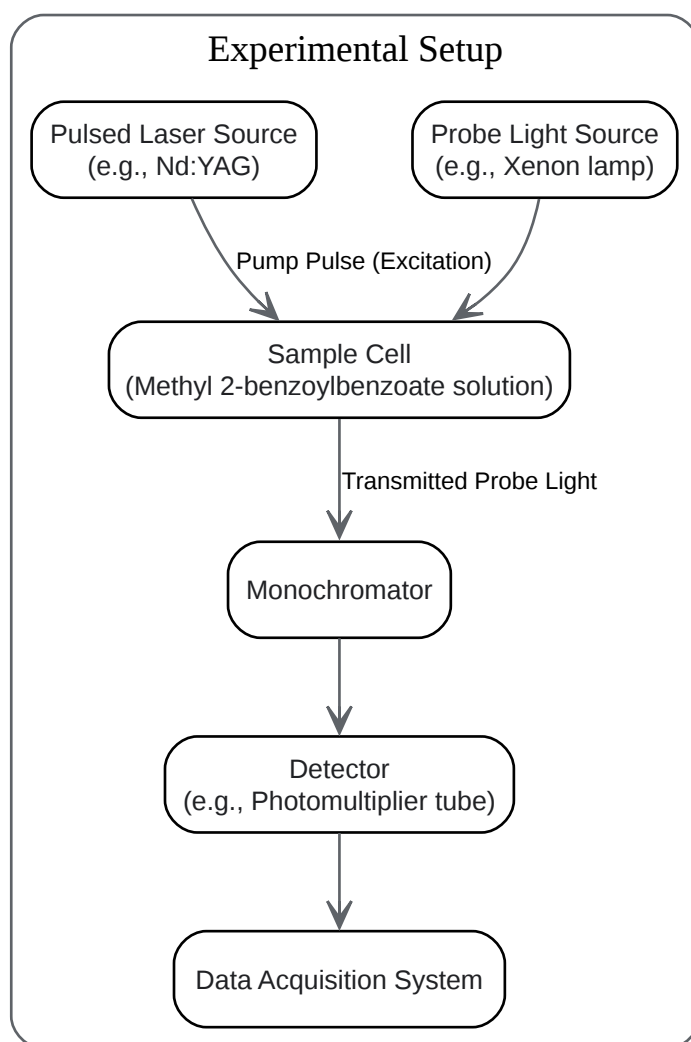 Experimental Setup
Pulsed Laser Source
(e.g., Nd:YAG)
Probe Light Source
(e.g., Xenon lamp)
Pump Pulse (Excitation)
Sample Cell
(Methyl 2-benzoylbenzoate solution)
Transmitted Probe Light
Monochromator
Detector
(e.g., Photomultiplier tube)
Data Acquisition System